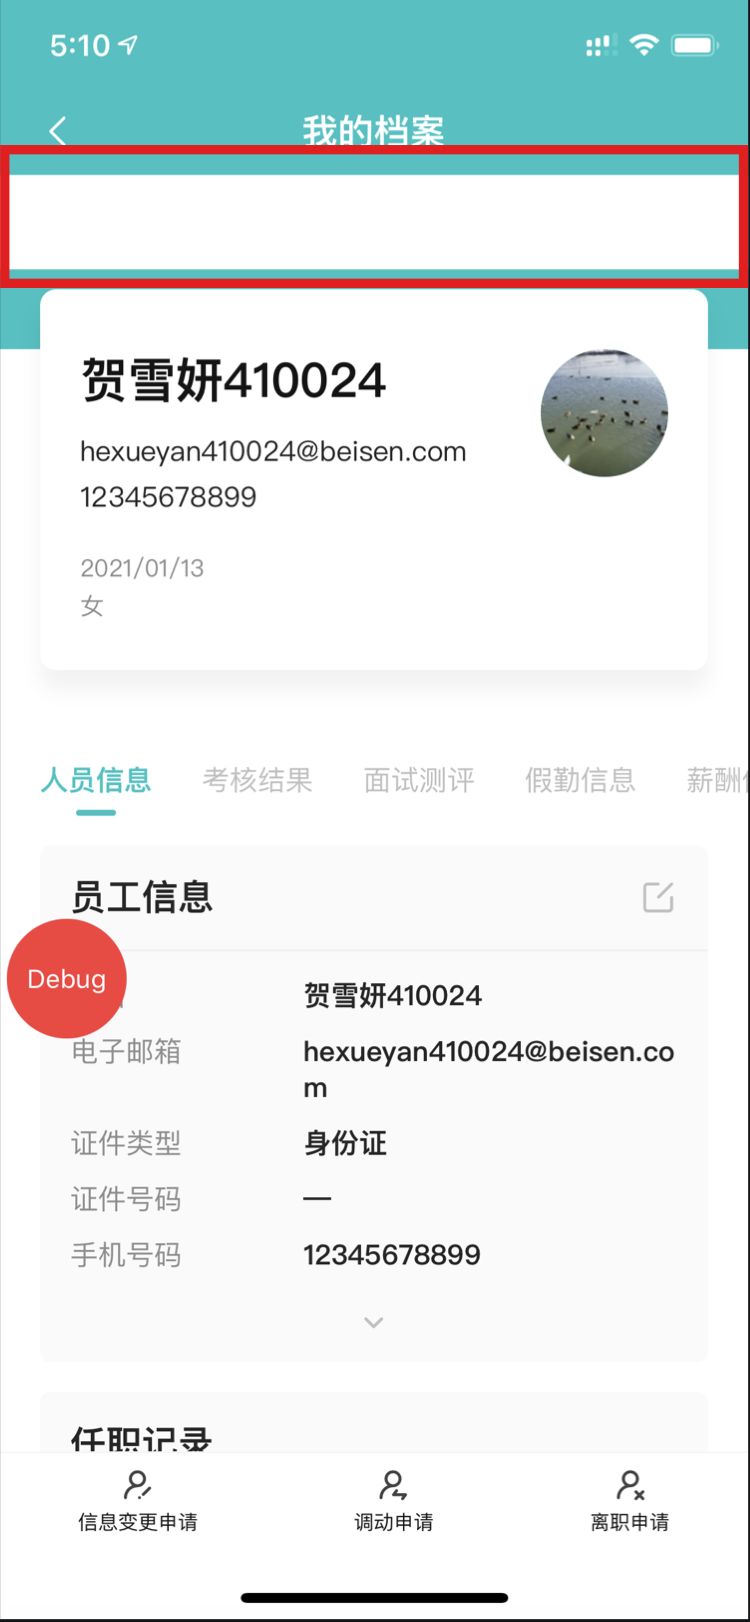 5:10
我的档案
贺雪妍410024
hexueyan410024@beisen.com
12345678899
2021/01/13
女
人员信息 考核结果 面试测评 假勤信息 薪酬
员工信息
Debug
贺雪妍410024
电子邮箱 hexueyan410024@beisen.co
m
证件类型 身份证
证件号码 —
手机号码 12345678899
任职记录
信息变更申请 调动申请 离职申请